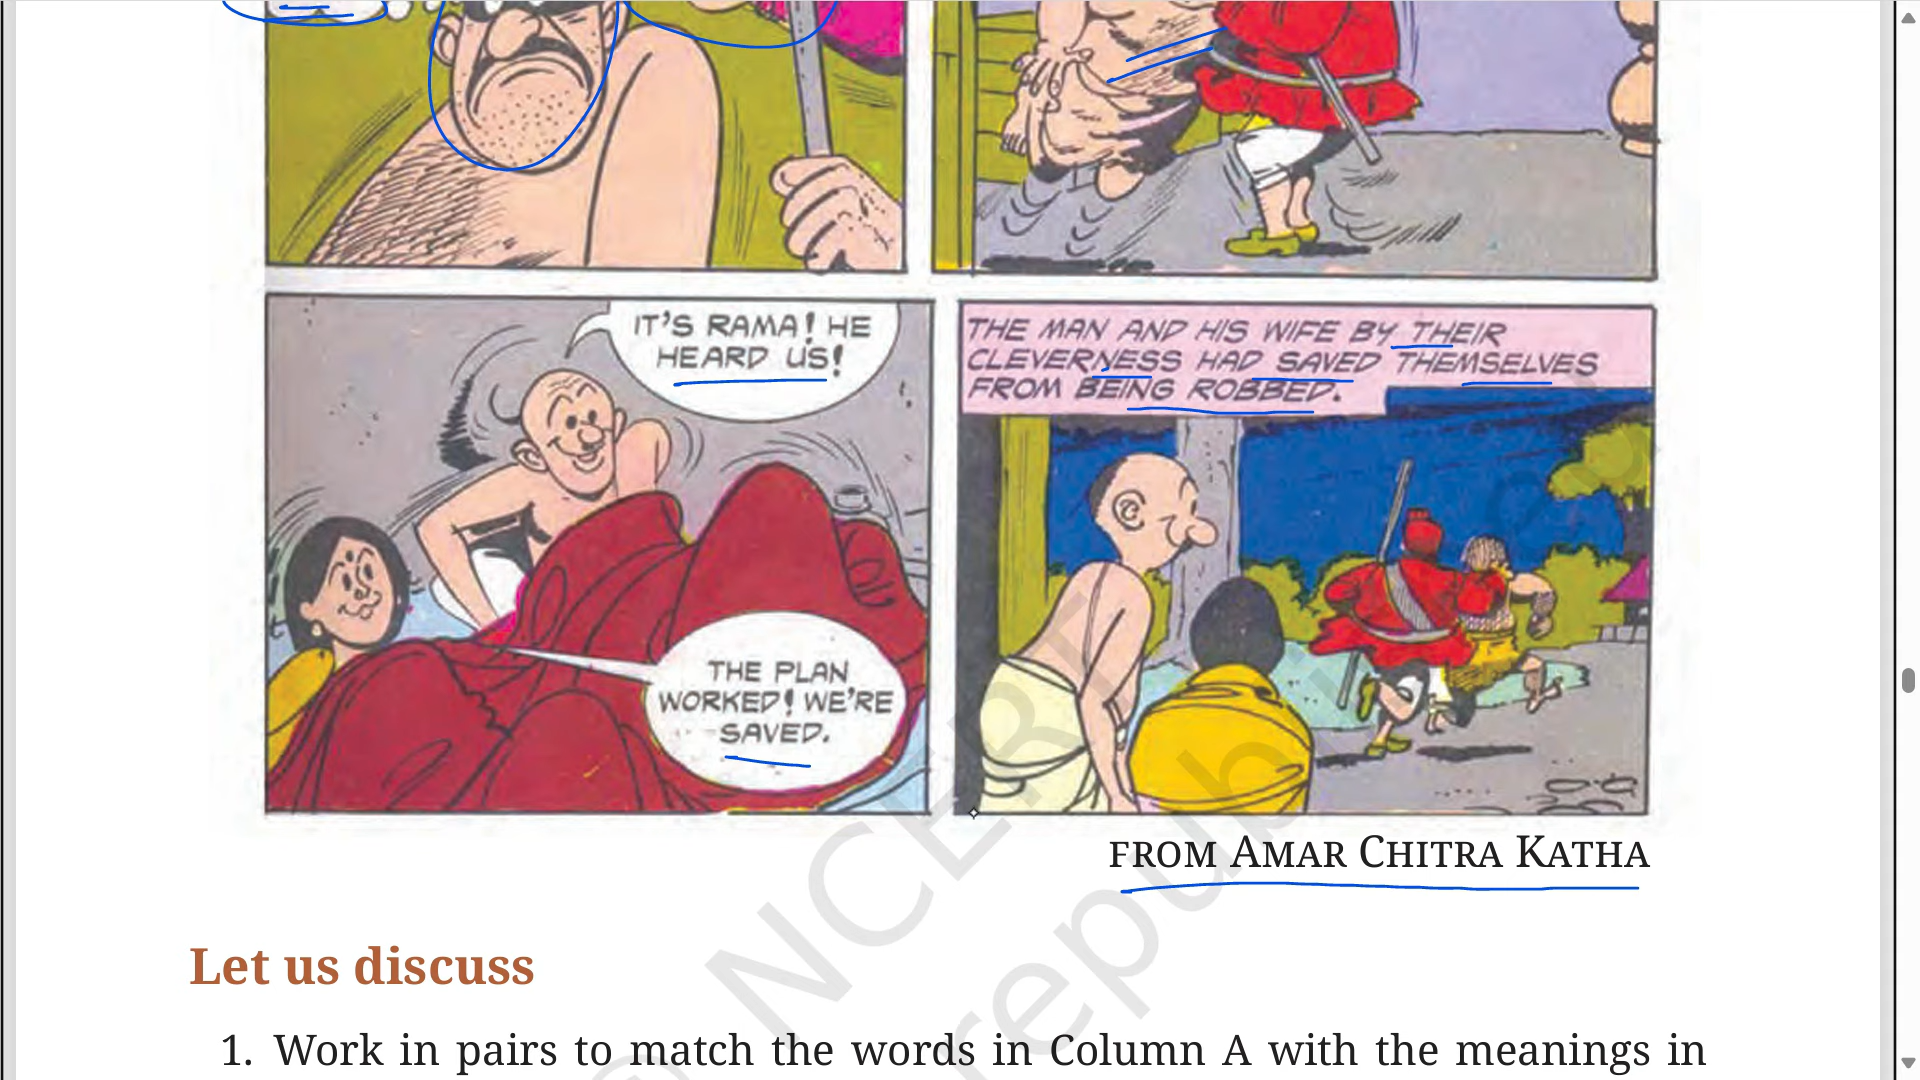 IT'S RAMA! HE
HEARD US!
THE PLAN
WORKED! WE'RE
SAVED.
THE MAN AND HIS WIFE BY THEIR
CLEVERNESS HAD SAVED THEMSELVES
FROM BEING ROBBED.
FROM AMAR CHITRA KATHA
Let us discuss
1. Work in pairs to match the words in Column A with the meanings in
NCERT
republi